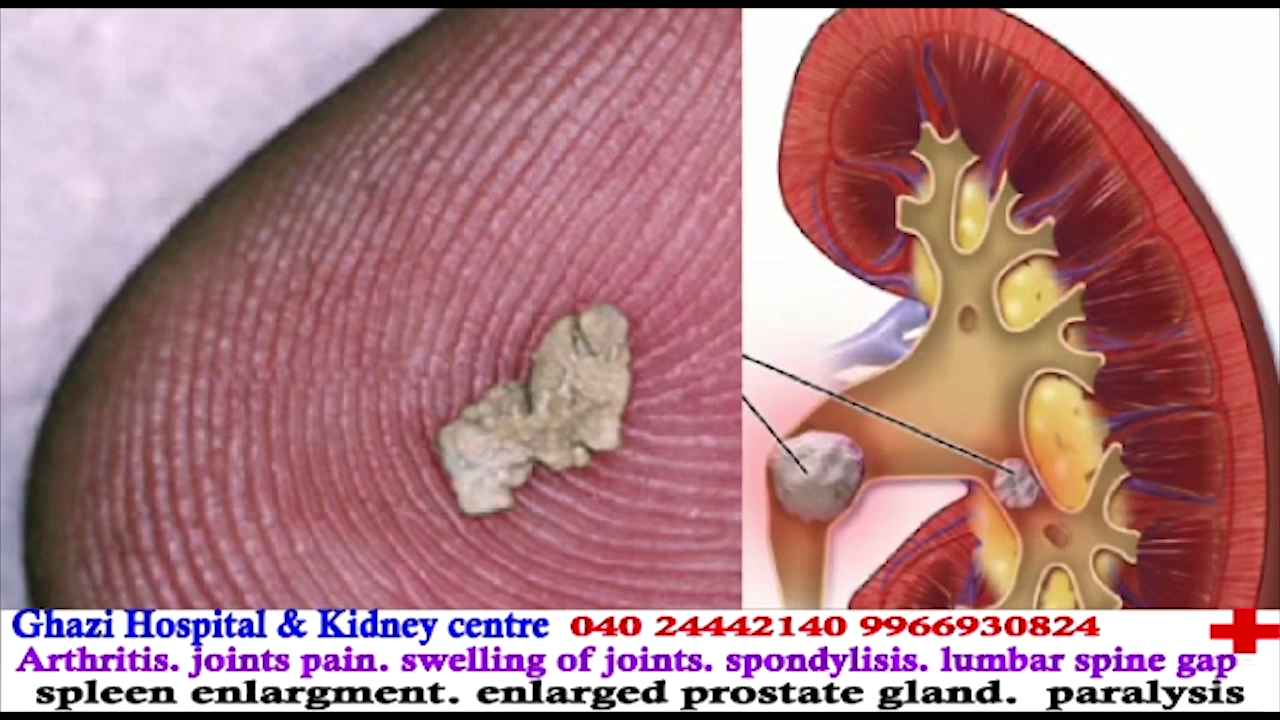 Ghazi Hospital & Kidney centre 040 24442140 9966930824
Arthritis. joints pain. swelling of joints. spondylisis. lumbar spine gap
spleen enlargment. enlarged prostate gland. paralysis